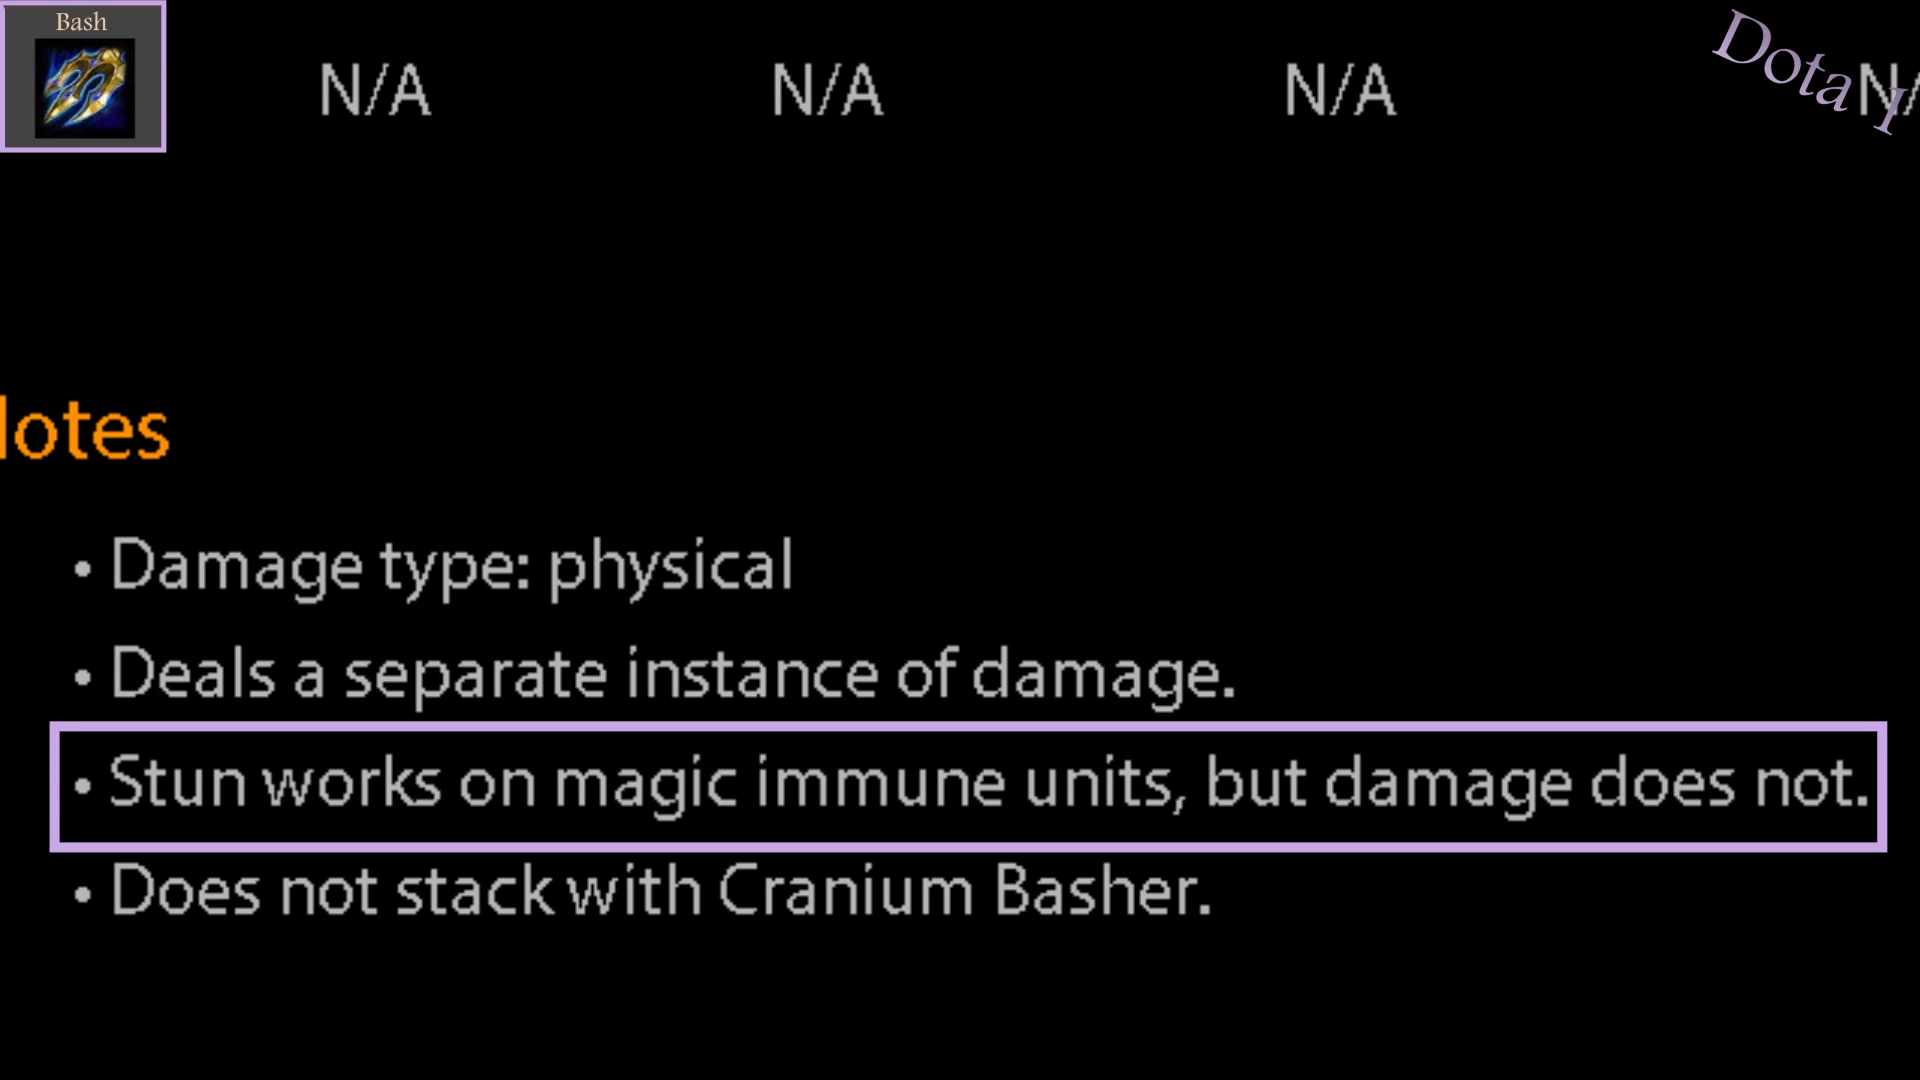 Bash
N/A N/A N/A N/
Dota I
lotes
• Damage type: physical
• Deals a separate instance of damage.
• Stun works on magic immune units, but damage does not.
• Does not stack with Cranium Basher.